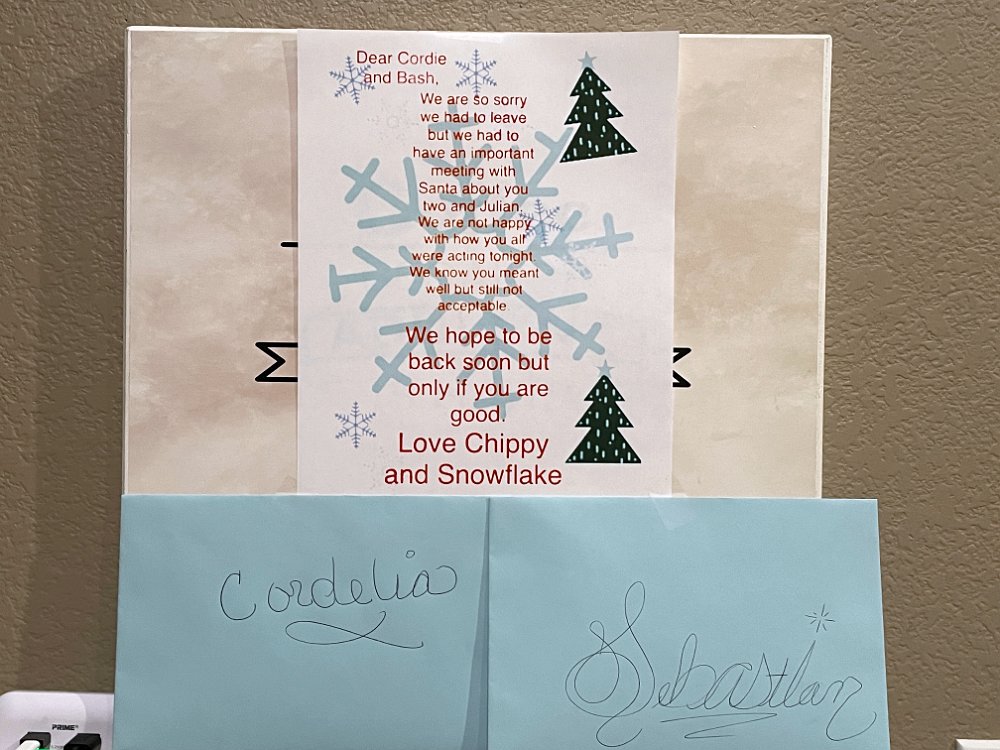 Dear Cordie
and Bash,
We are so sorry
we had to leave
but we had to
have an important
meeting with
Santa about you
two and Julian.
We are not happy
with how you all
were acting tonight.
We know you meant
well but still not
acceptable
We hope to be
back soon but
only if you are
good.
Love Chippy
and Snowflake
Cordelia
Sebastian
PRIME